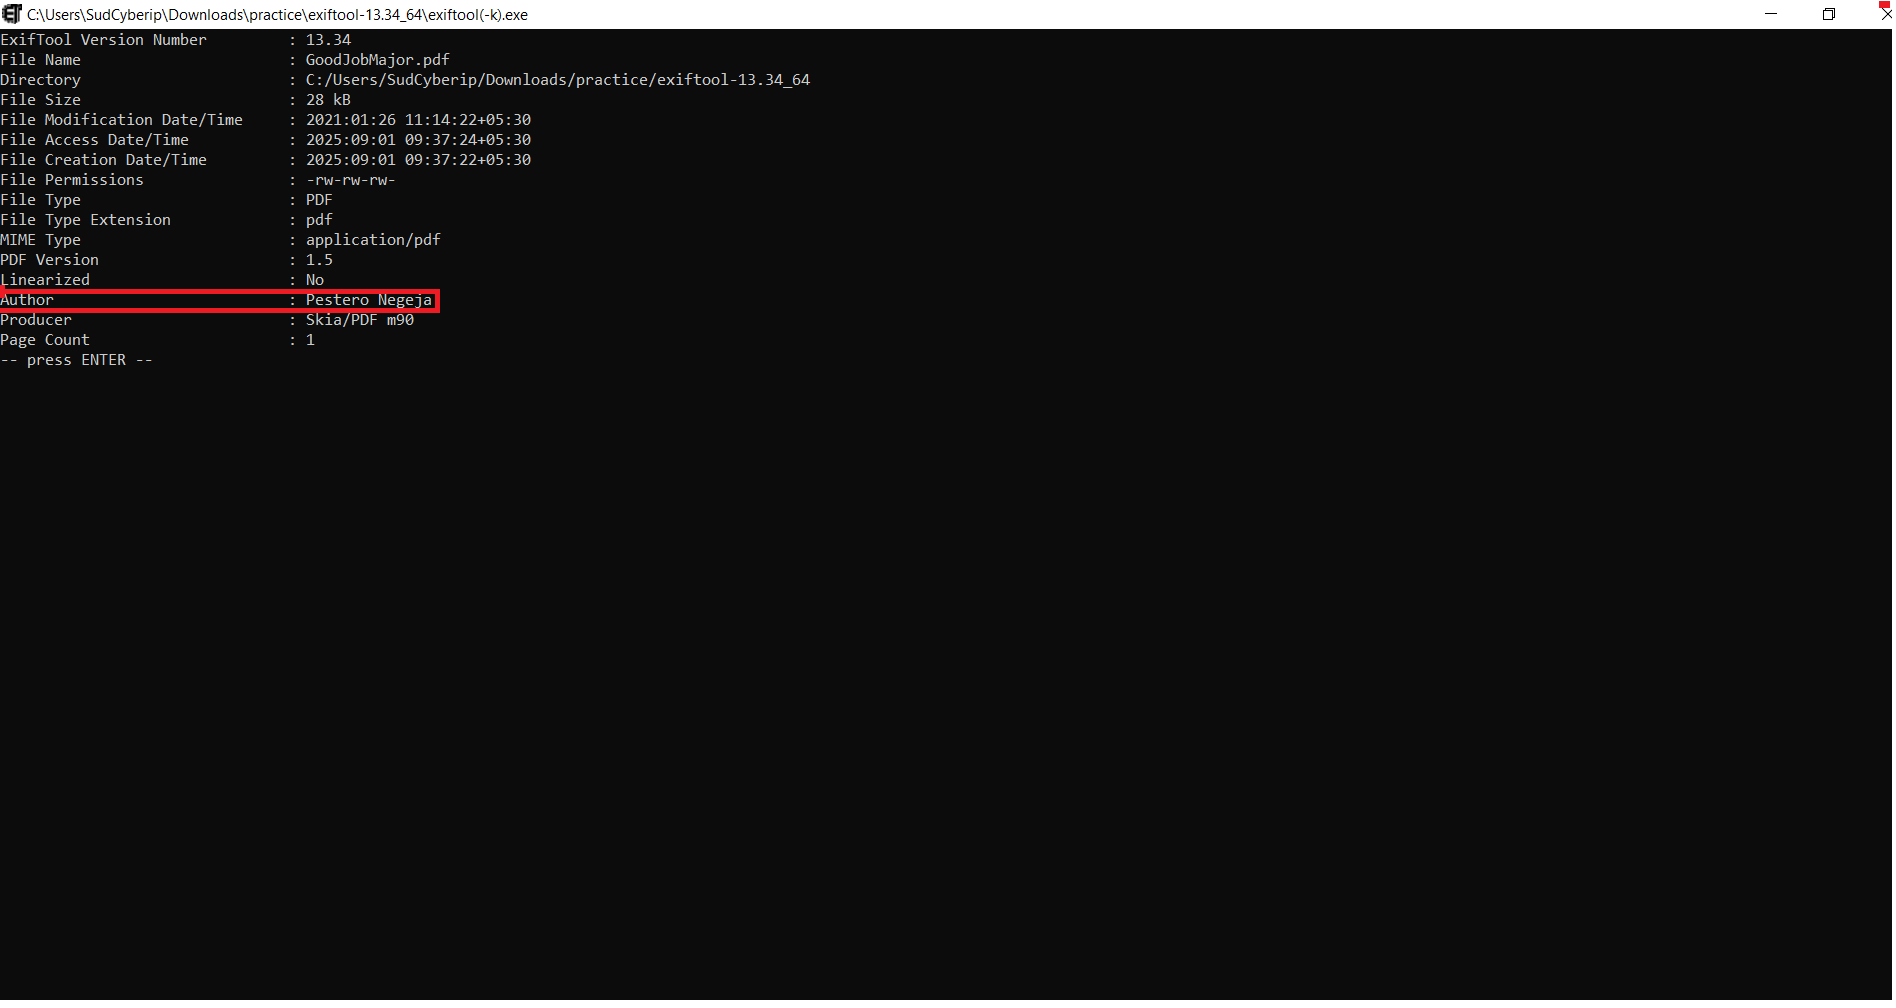 C:\Users\SudCyberip\Downloads\practice\exiftool-13.34_64\exiftool(-k).exe
ExifTool Version Number         : 13.34
File Name                       : GoodJobMajor.pdf
Directory                       : C:/Users/SudCyberip/Downloads/practice/exiftool-13.34_64
File Size                       : 28 kB
File Modification Date/Time     : 2021:01:26 11:14:22+05:30
File Access Date/Time           : 2025:09:01 09:37:24+05:30
File Creation Date/Time         : 2025:09:01 09:37:22+05:30
File Permissions                : -rw-rw-rw-
File Type                       : PDF
File Type Extension             : pdf
MIME Type                       : application/pdf
PDF Version                     : 1.5
Linearized                      : No
Author                          : Pestero Negeja
Producer                        : Skia/PDF m90
Page Count                      : 1
-- press ENTER --